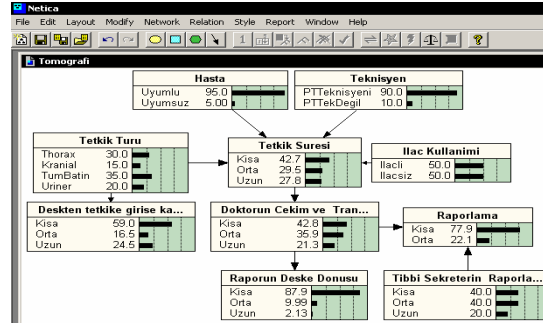 Netica
File Edit Layout Modify Network Relation Style Report Window Help
Tomografi
Hasta
Uyumlu 95.0
Uyumsuz 5.00
Teknisyen
PTTeknisyeni 90.0
PTTekDegil 10.0
Tetkik Turu
Thorax 30.0
Kranial 15.0
TumBatin 35.0
Uriner 20.0
Tetkik Suresi
Kisa 42.7
Orta 29.5
Uzun 27.8
Ilac Kullanimi
Ilacli 50.0
Ilacsiz 50.0
Deskten tetkike girise ka...
Kisa 59.0
Orta 16.5
Uzun 24.5
Doktorun Cekim ve Tran...
Kisa 42.8
Orta 35.9
Uzun 21.3
Raporlama
Kisa 77.9
Orta 22.1
Raporun Deske Donusu
Kisa 87.9
Orta 9.99
Uzun 2.13
Tibbi Sekreterin Raporla...
Kisa 40.0
Orta 40.0
Uzun 20.0